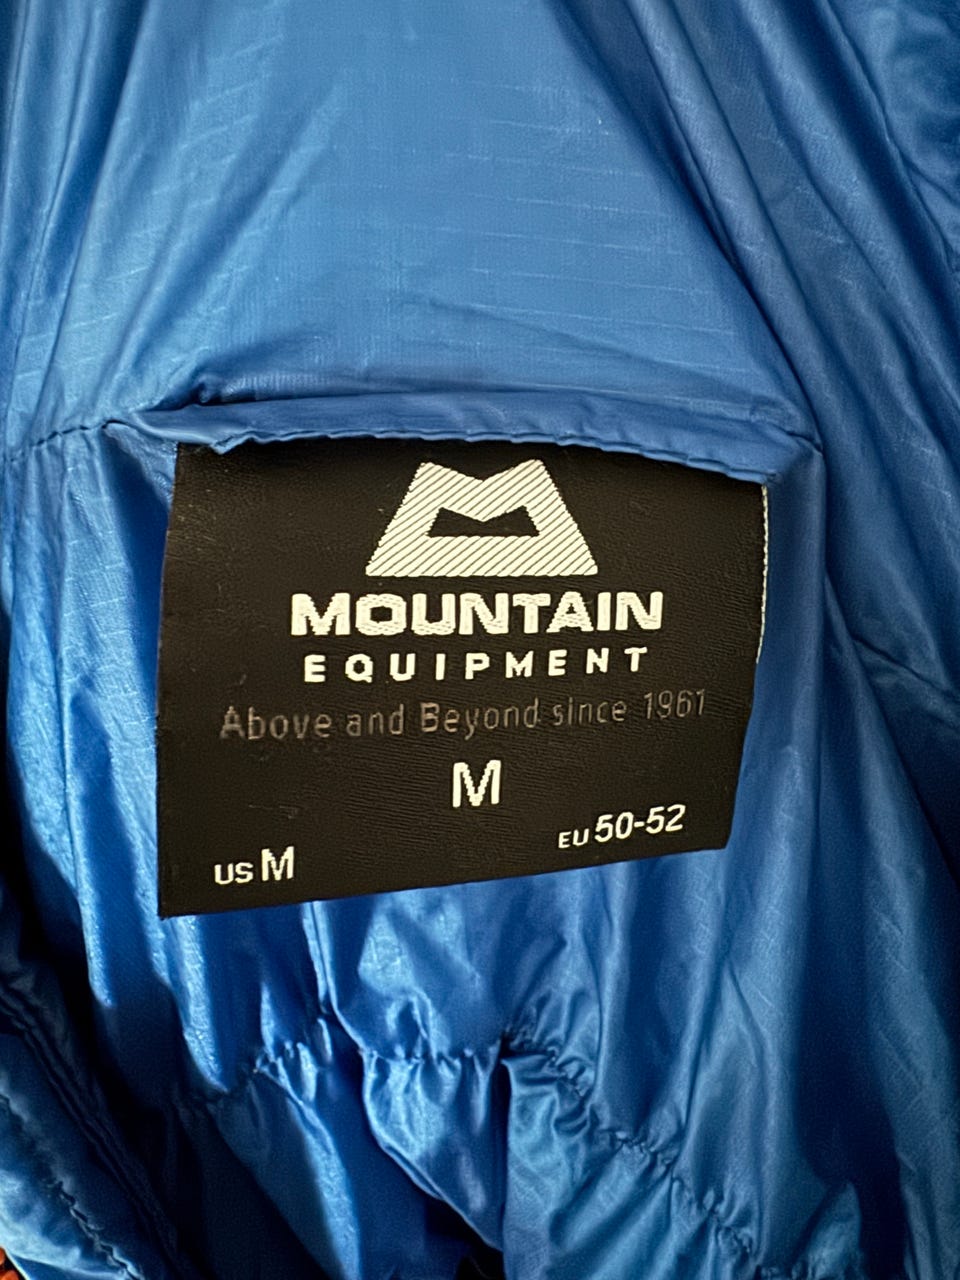 MOUNTAIN
EQUIPMENT
Above and Beyond since 1961
M
EU 50-52
US M